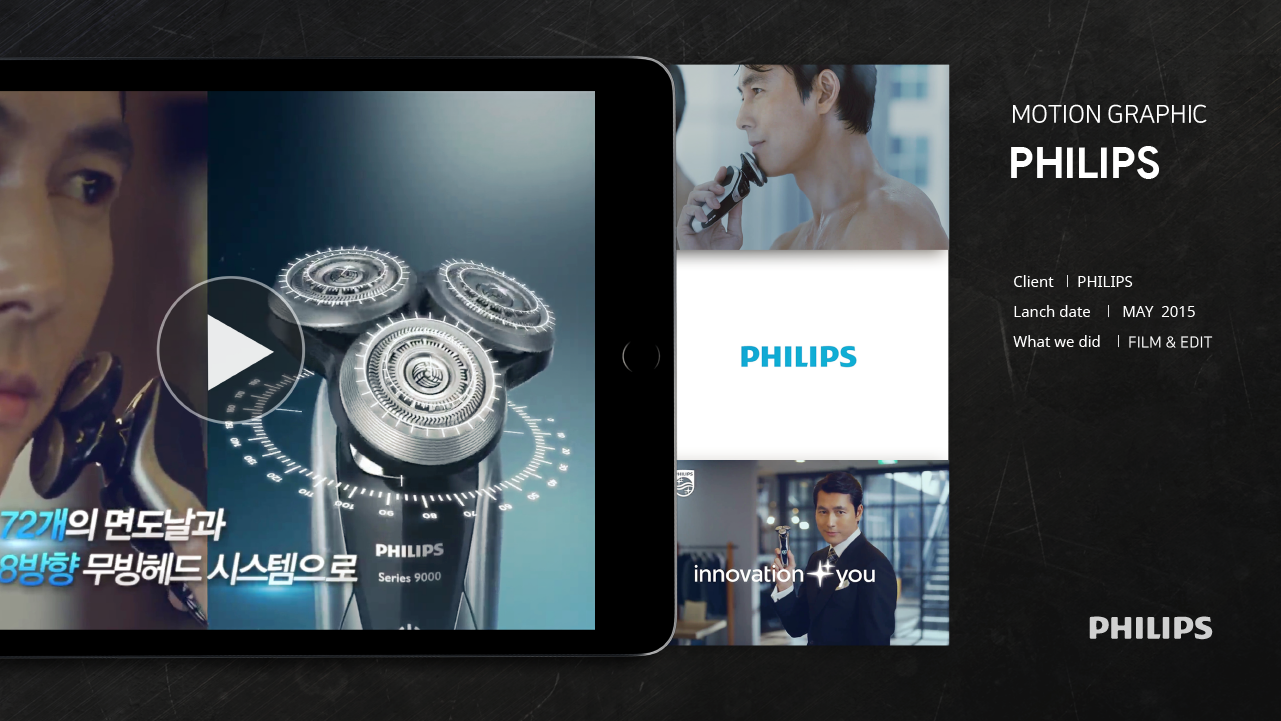 72개의 면도날과
8방향 무빙헤드 시스템으로
PHILIPS
Series 9000
PHILIPS
PHILIPS
innovation you
MOTION GRAPHIC
PHILIPS
Client | PHILIPS
Lanch date | MAY 2015
What we did | FILM & EDIT
PHILIPS